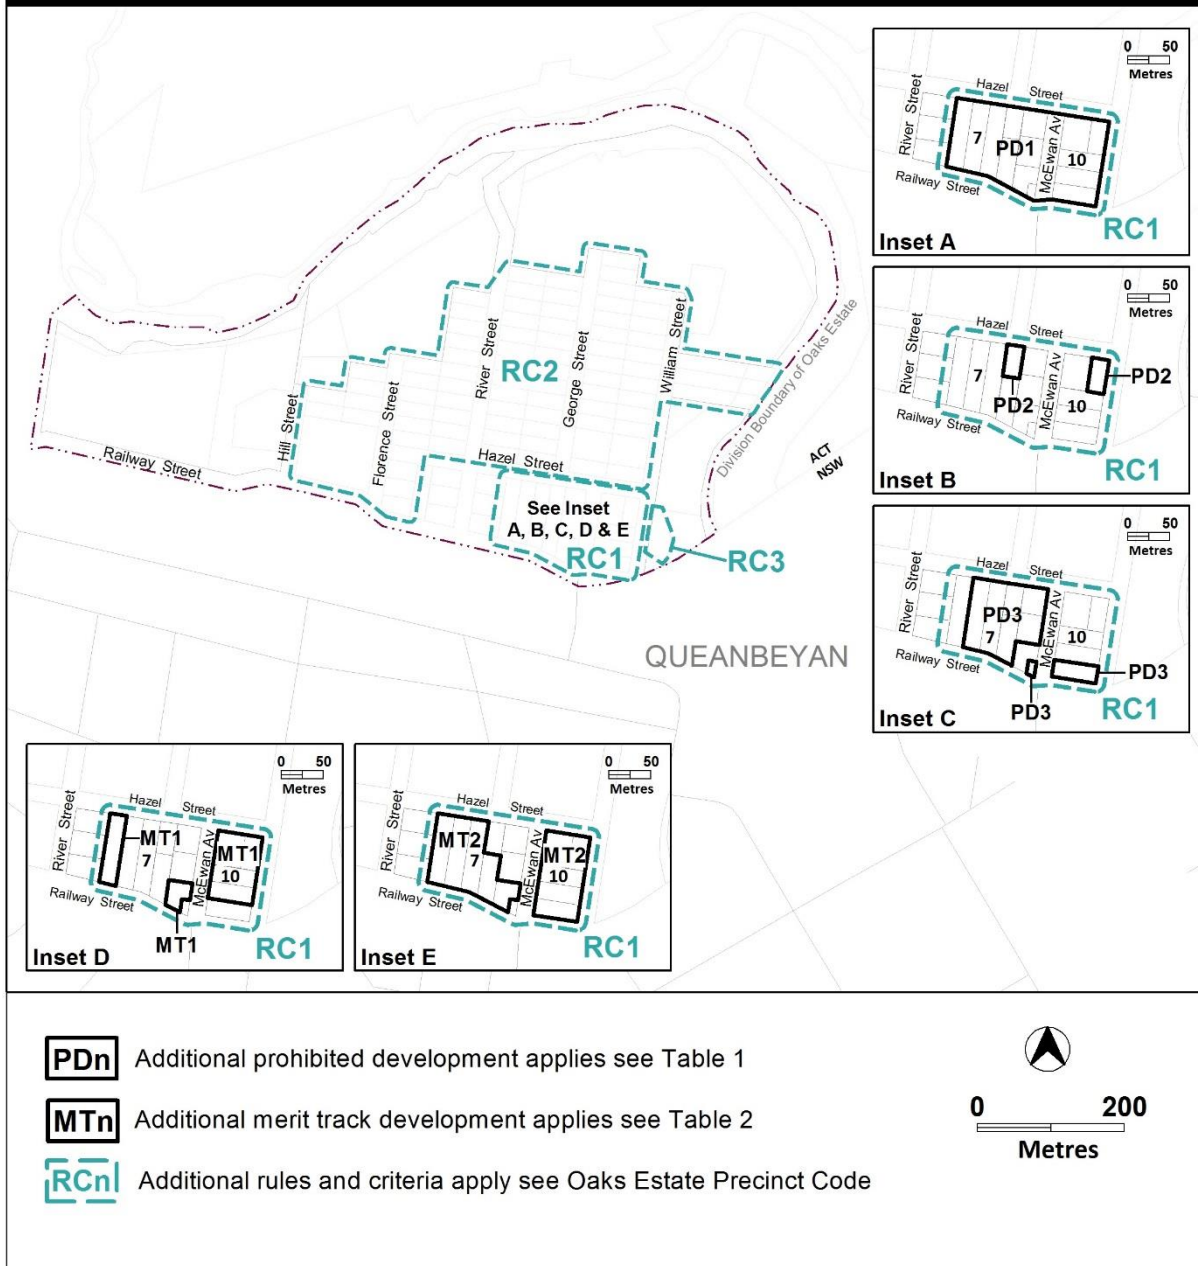 0 50
Metres
Hazel Street
River Street
7
PD1
McEwan Av
10
Railway Street
RC1
Inset A
0 50
Metres
Hazel Street
River Street
7
PD2
PD2
McEwan Av
10
Railway Street
RC1
Inset B
0 50
Metres
Hazel Street
River Street
PD3
7
McEwan Av
10
Railway Street
PD3
PD3
RC1
Inset C
RC2
River Street
George Street
William Street
Division Boundary of Oaks Estate
Hill Street
Florence Street
Railway Street
Hazel Street
ACT
NSW
See Inset
A, B, C, D & E
RC1
RC3
QUEANBEYAN
0 50
Metres
Hazel Street
River Street
MT1
7
McEwan Av
MT1
10
Railway Street
MT1
RC1
Inset D
0 50
Metres
Hazel Street
River Street
MT2
7
McEwan Av
MT2
10
Railway Street
RC1
Inset E
PDn Additional prohibited development applies see Table 1
MTn Additional merit track development applies see Table 2
RCn Additional rules and criteria apply see Oaks Estate Precinct Code
0 200
Metres